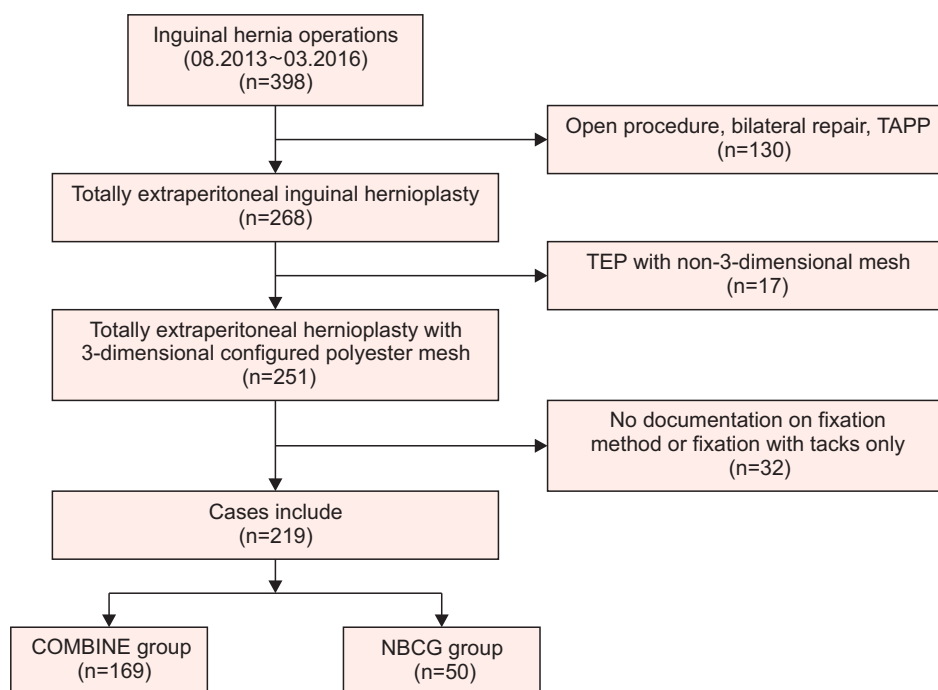 Inguinal hernia operations
(08.2013~03.2016)
(n=398)
Open procedure, bilateral repair, TAPP
(n=130)
Totally extraperitoneal inguinal hernioplasty
(n=268)
TEP with non-3-dimensional mesh
(n=17)
Totally extraperitoneal hernioplasty with
3-dimensional configured polyester mesh
(n=251)
No documentation on fixation
method or fixation with tacks only
(n=32)
Cases include
(n=219)
COMBINE group
(n=169)
NBCG group
(n=50)